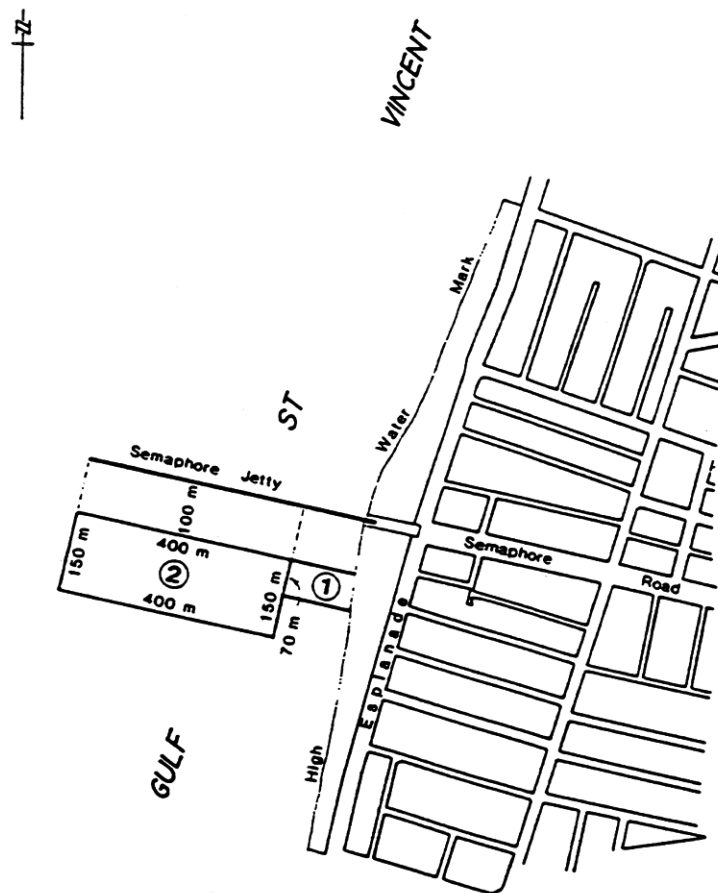 N
VINCENT
ST
GULF
Mark
Water
High
Semaphore Jetty
100 m
400 m
150 m
②
400 m
150 m
①
70 m
Semaphore
Road
Esplanade